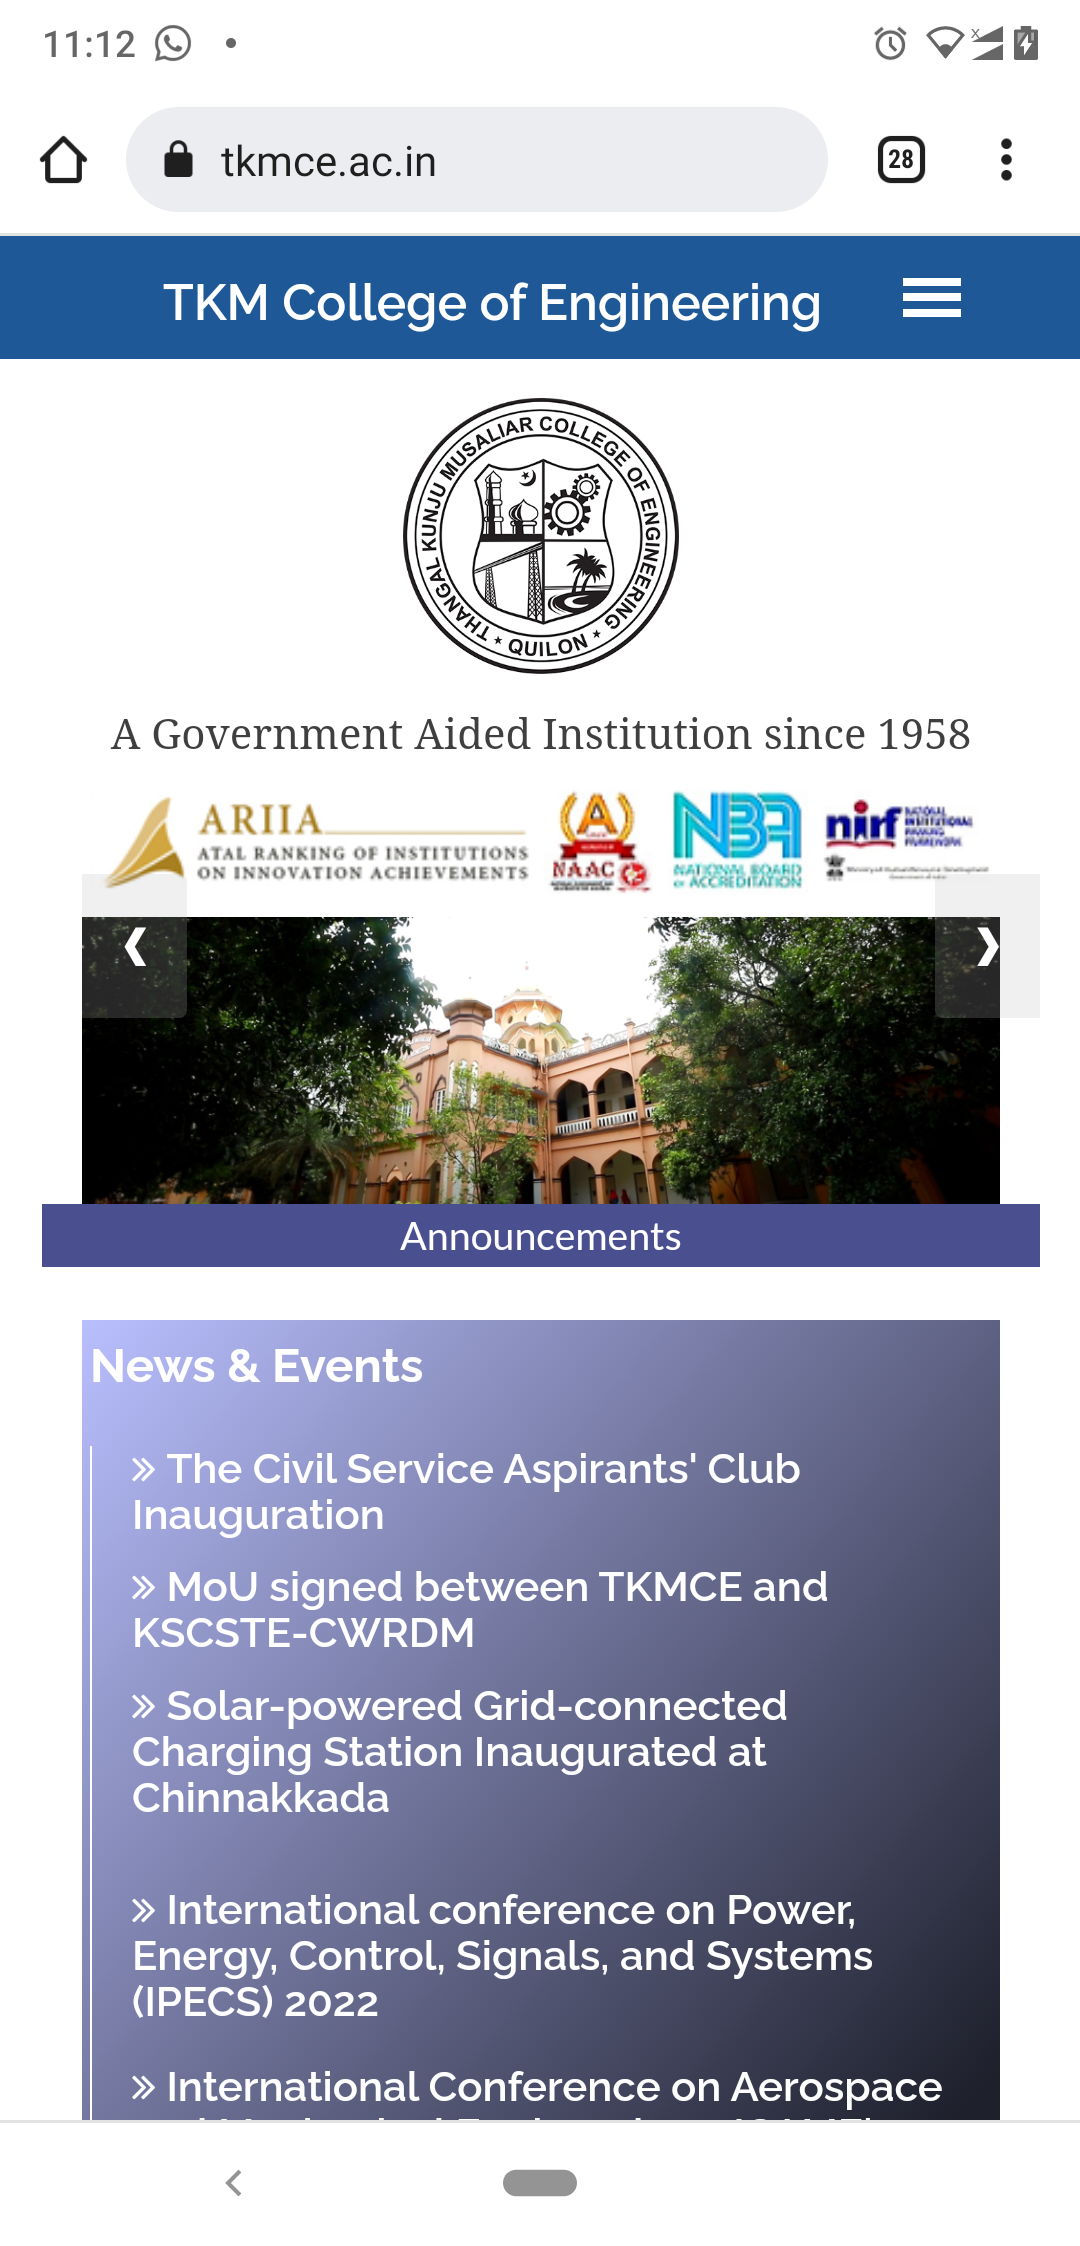 11:12
tkmce.ac.in
28
TKM College of Engineering
THANGAL KUNJU MUSALIAR COLLEGE OF ENGINEERING
QUILON
A Government Aided Institution since 1958
ARIIA
ATAL RANKING OF INSTITUTIONS
ON INNOVATION ACHIEVEMENTS
A
NAAC
NBA
NATIONAL BOARD
of ACCREDITATION
nirf
NATIONAL
INSTITUTIONAL
RANKING
FRAMEWORK
Announcements
News & Events
» The Civil Service Aspirants' Club
Inauguration
» MoU signed between TKMCE and
KSCSTE-CWRDM
» Solar-powered Grid-connected
Charging Station Inaugurated at
Chinnakkada
» International conference on Power,
Energy, Control, Signals, and Systems
(IPECS) 2022
» International Conference on Aerospace